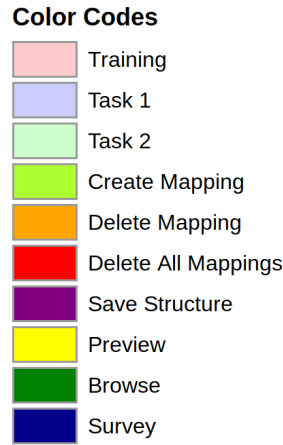 Color Codes
Training
Task 1
Task 2
Create Mapping
Delete Mapping
Delete All Mappings
Save Structure
Preview
Browse
Survey